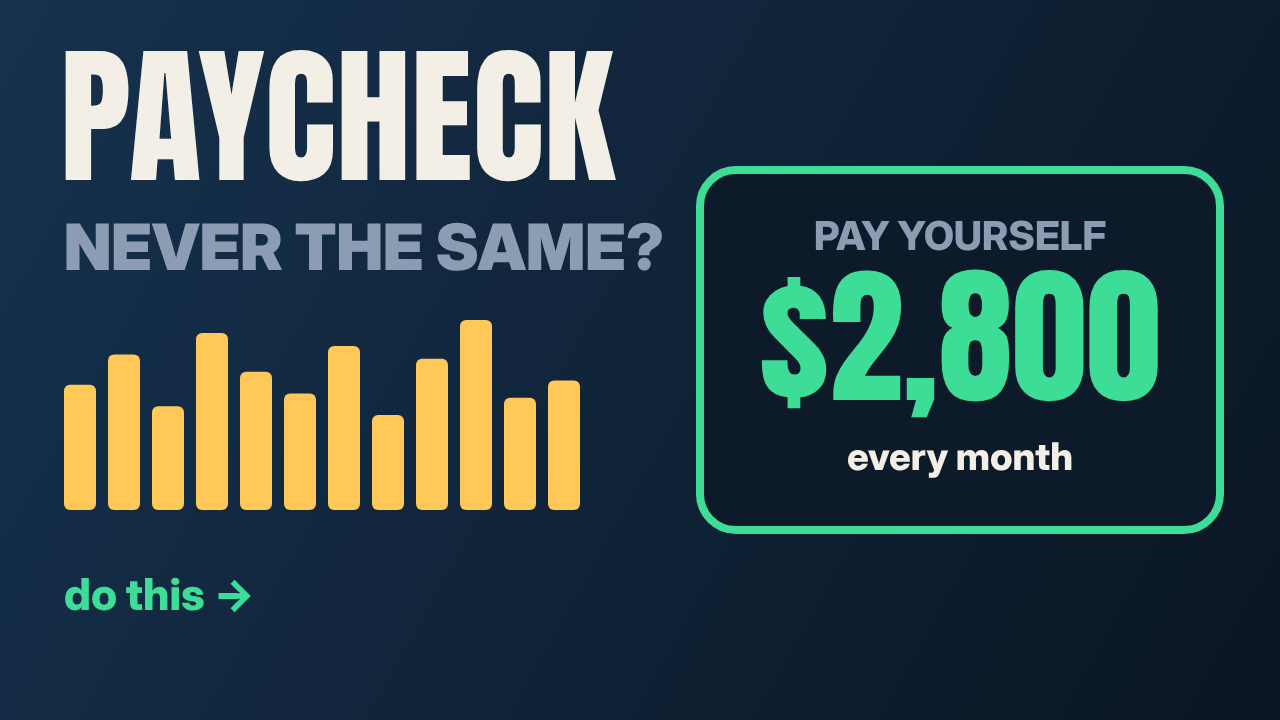 PAYCHECK
NEVER THE SAME?
do this →
PAY YOURSELF
$2,800
every month